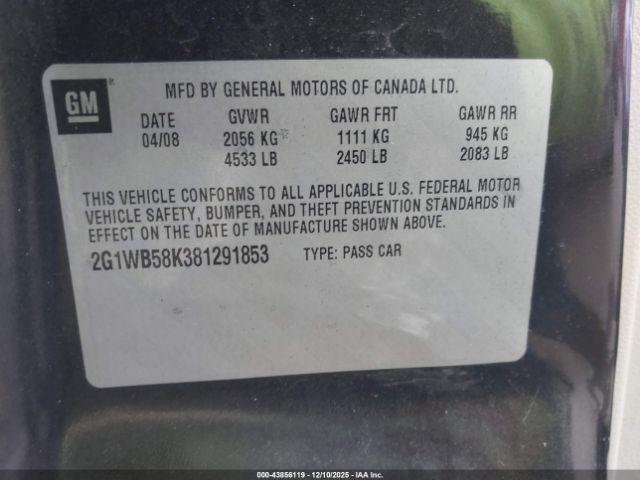 GM
MFD BY GENERAL MOTORS OF CANADA LTD.
DATE GVWR GAWR FRT GAWR RR
04/08 2056 KG 1111 KG 945 KG
4533 LB 2450 LB 2083 LB
THIS VEHICLE CONFORMS TO ALL APPLICABLE U.S. FEDERAL MOTOR
VEHICLE SAFETY, BUMPER, AND THEFT PREVENTION STANDARDS IN
EFFECT ON THE DATE OF MANUFACTURE SHOWN ABOVE.
2G1WB58K381291853 TYPE: PASS CAR
000-43856119 - 12/10/2025 - IAA Inc.